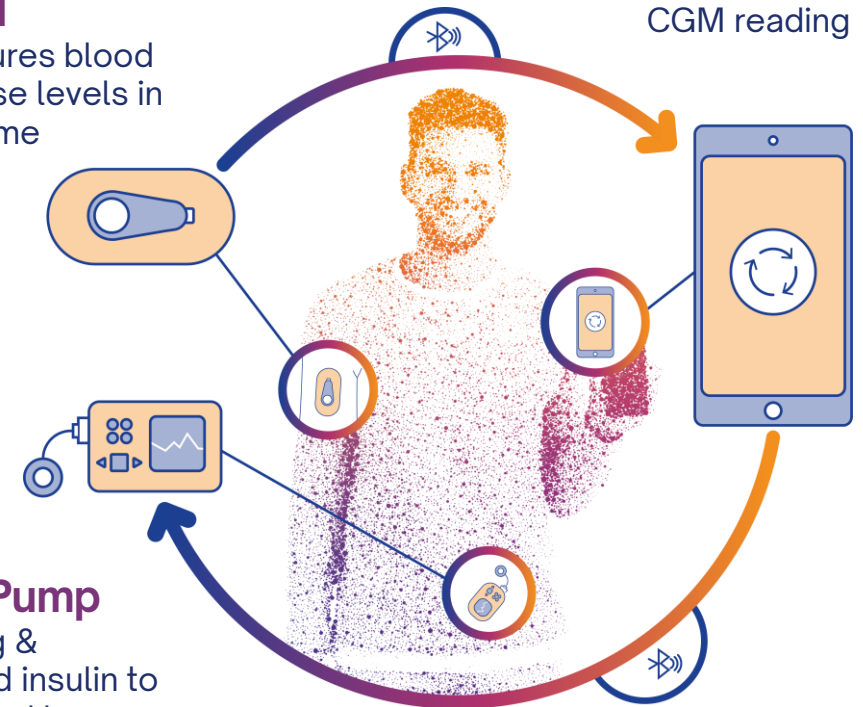 CGM reading
ures blood
se levels in
me
Pump
g &
d insulin to